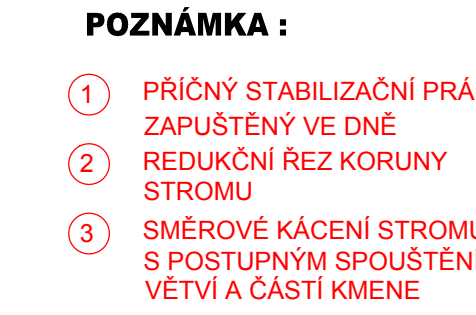 POZNÁMKA :
1 PŘÍČNÝ STABILIZAČNÍ PRÁ
ZAPUŠTĚNÝ VE DNĚ
2 REDUKČNÍ ŘEZ KORUNY
STROMU
3 SMĚROVÉ KÁCENÍ STROMU
S POSTUPNÝM SPOUŠTĚNÍ
VĚTVÍ A ČÁSTÍ KMENE